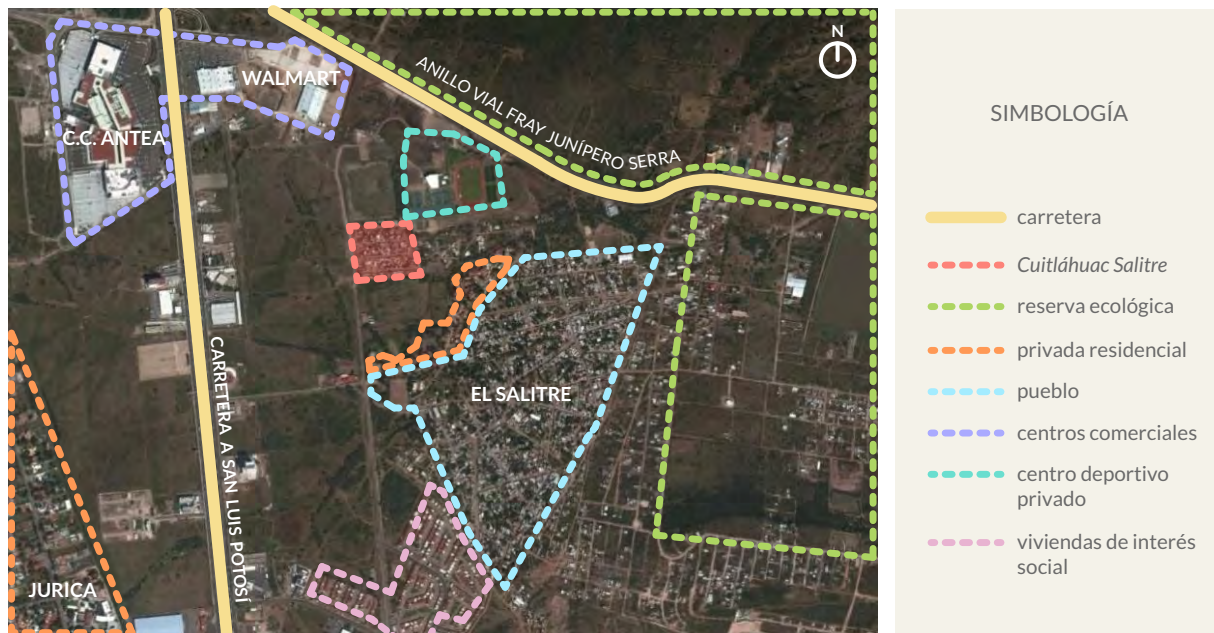 N
WALMART
C.C. ANTEA
ANILLO VIAL FRAY JUNÍPERO SERRA
CARRETERA A SAN LUIS POTOSÍ
EL SALITRE
JURICA
SIMBOLOGÍA
carretera
Cuitláhuac Salitre
reserva ecológica
privada residencial
pueblo
centros comerciales
centro deportivo
privado
viviendas de interés
social